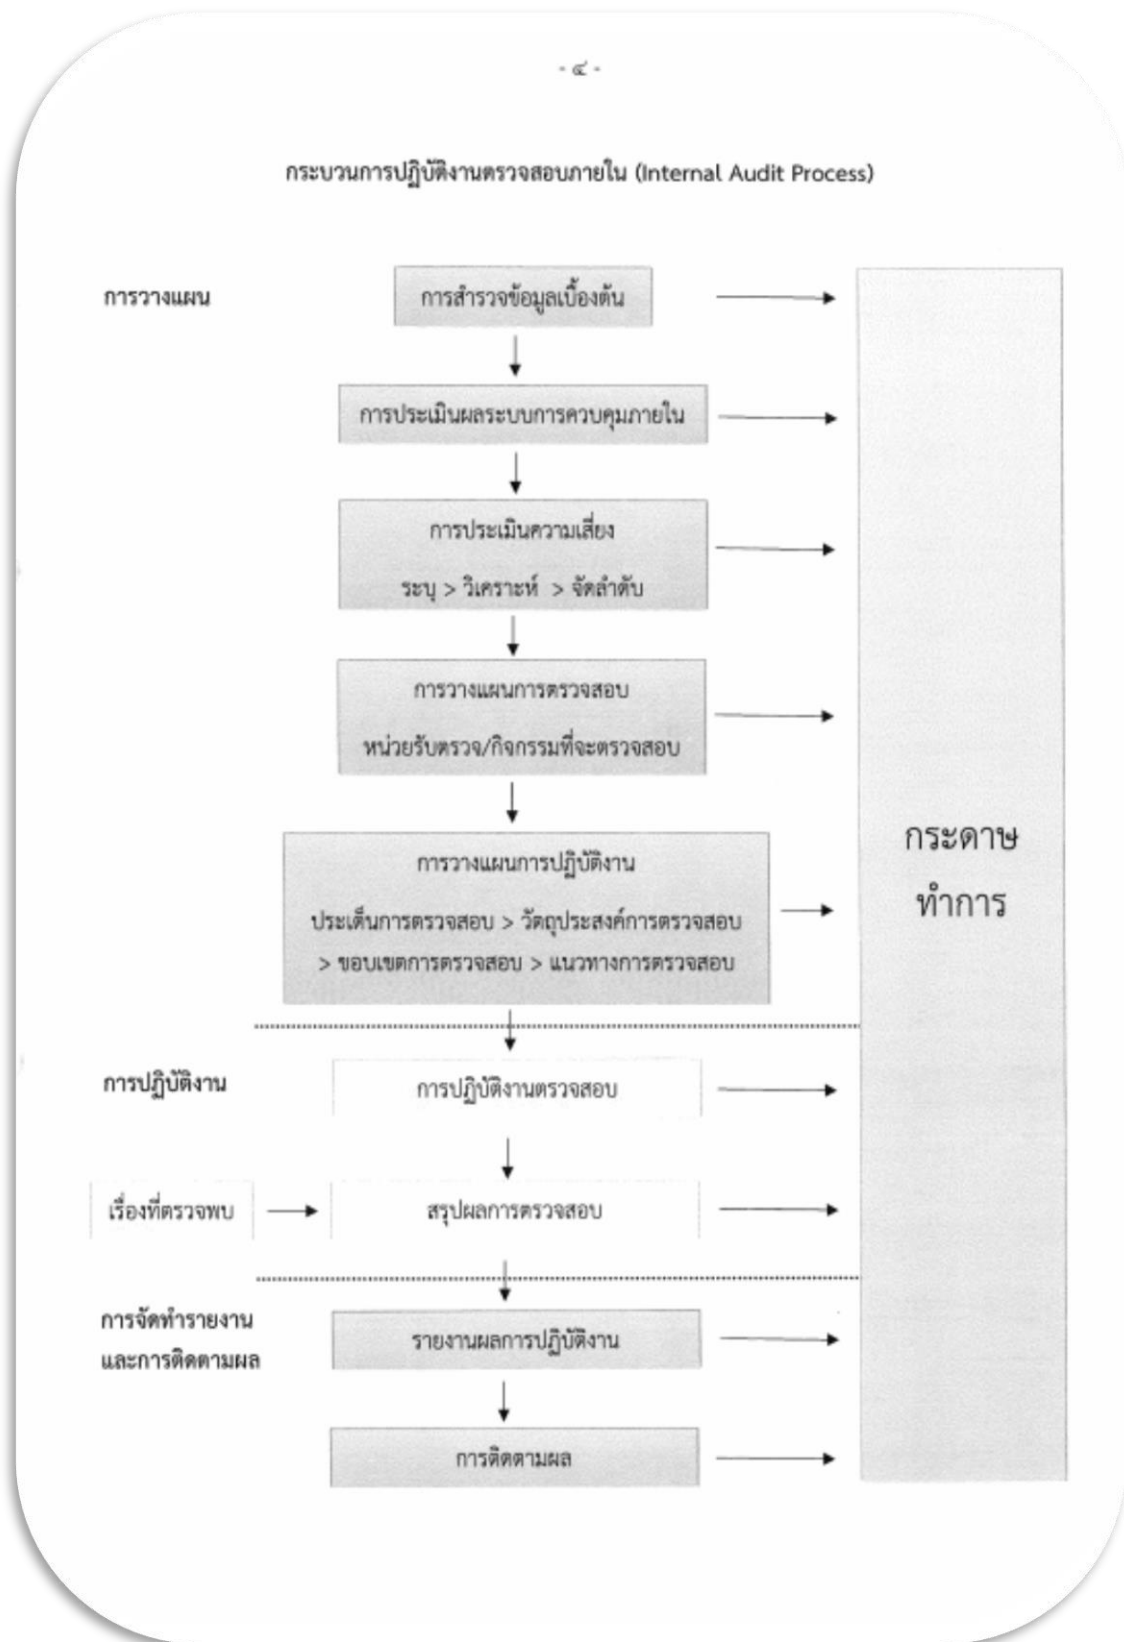 - ๔ -
กระบวนการปฏิบัติงานตรวจสอบภายใน (Internal Audit Process)
การวางแผน
การสำรวจข้อมูลเบื้องต้น
การประเมินผลระบบการควบคุมภายใน
การประเมินความเสี่ยง
ระบุ > วิเคราะห์ > จัดลำดับ
การวางแผนการตรวจสอบ
หน่วยรับตรวจ/กิจกรรมที่จะตรวจสอบ
การวางแผนการปฏิบัติงาน
ประเด็นการตรวจสอบ > วัตถุประสงค์การตรวจสอบ
> ขอบเขตการตรวจสอบ > แนวทางการตรวจสอบ
กระดาษ
ทำการ
การปฏิบัติงาน
การปฏิบัติงานตรวจสอบ
เรื่องที่ตรวจพบ
สรุปผลการตรวจสอบ
การจัดทำรายงาน
และการติดตามผล
รายงานผลการปฏิบัติงาน
การติดตามผล